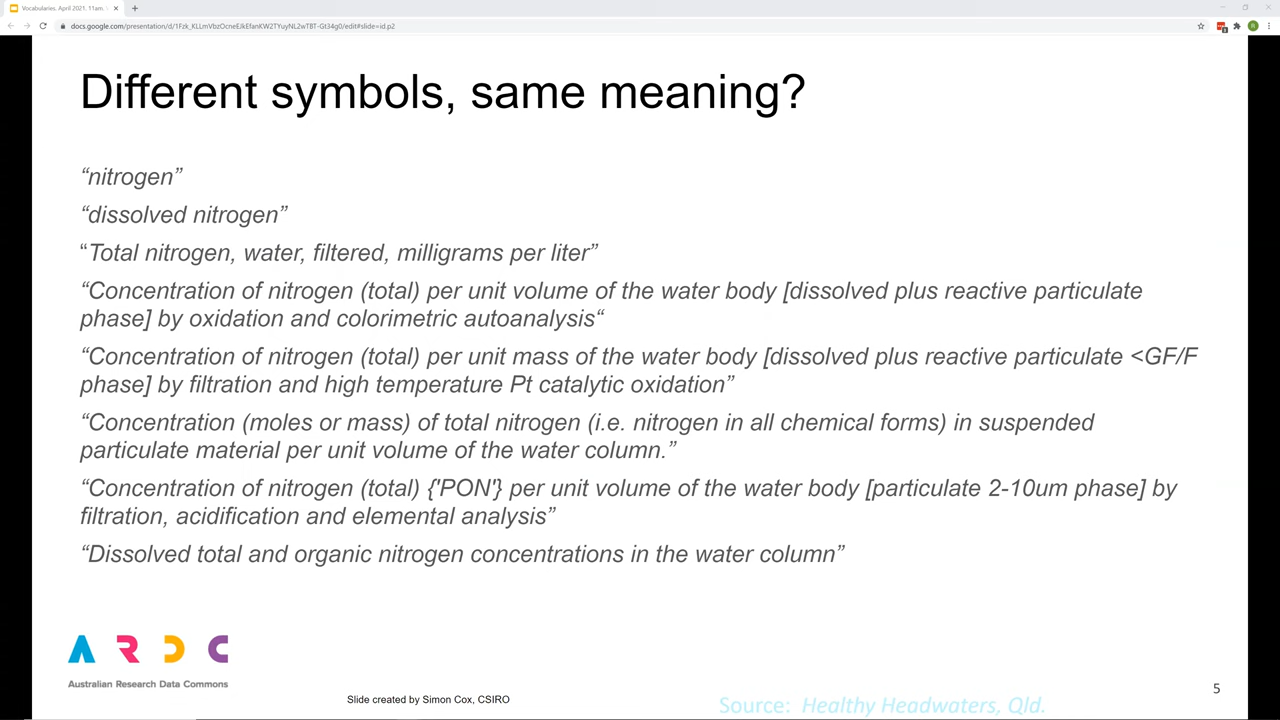 Vocabularies. April 2021. 11am.
docs.google.com/presentation/d/1Fzk_KLLmVbzOcneEJkEfanKW2TYuyNL2wTBT-Gt34g0/edit#slide=id.p2
Different symbols, same meaning?
“nitrogen”
“dissolved nitrogen”
“Total nitrogen, water, filtered, milligrams per liter”
“Concentration of nitrogen (total) per unit volume of the water body [dissolved plus reactive particulate
phase] by oxidation and colorimetric autoanalysis“
“Concentration of nitrogen (total) per unit mass of the water body [dissolved plus reactive particulate <GF/F
phase] by filtration and high temperature Pt catalytic oxidation”
“Concentration (moles or mass) of total nitrogen (i.e. nitrogen in all chemical forms) in suspended
particulate material per unit volume of the water column.”
“Concentration of nitrogen (total) {'PON'} per unit volume of the water body [particulate 2-10um phase] by
filtration, acidification and elemental analysis”
“Dissolved total and organic nitrogen concentrations in the water column”
ARDC
Australian Research Data Commons
Slide created by Simon Cox, CSIRO
Source: Healthy Headwaters, Qld.
5